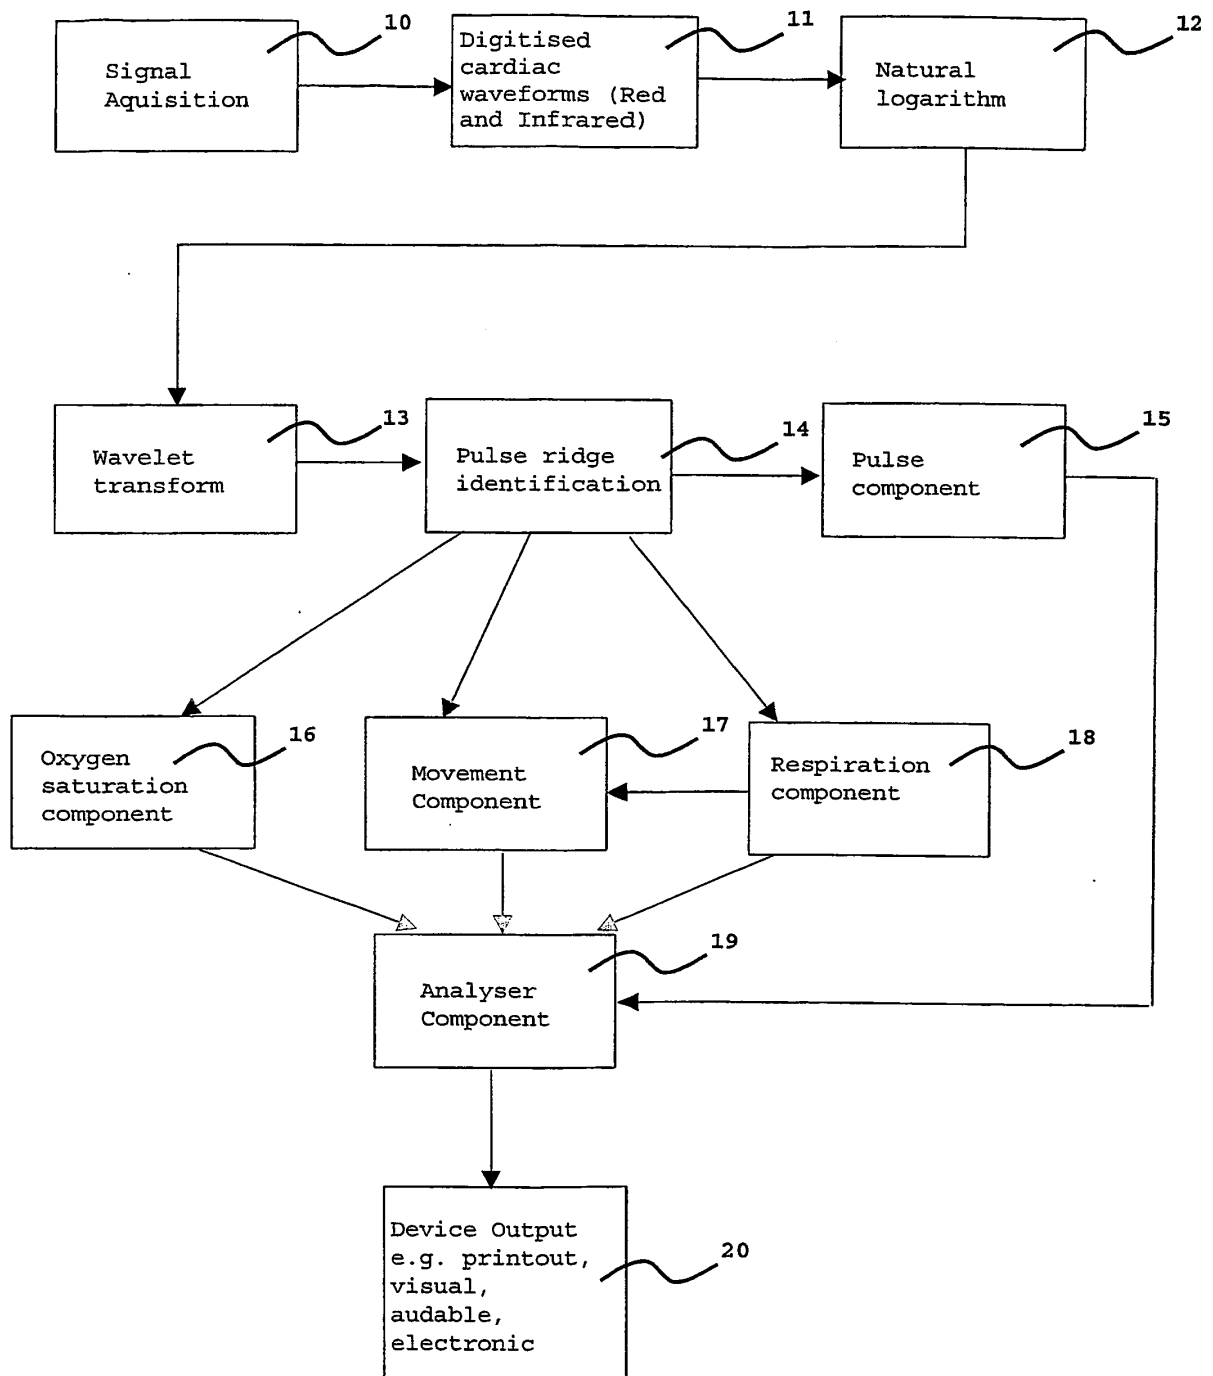 10
Signal
Aquisition
11
Digitised
cardiac
waveforms (Red
and Infrared)
12
Natural
logarithm
13
Wavelet
transform
14
Pulse ridge
identification
15
Pulse
component
16
Oxygen
saturation
component
17
Movement
Component
18
Respiration
component
19
Analyser
Component
20
Device Output
e.g. printout,
visual,
audable,
electronic